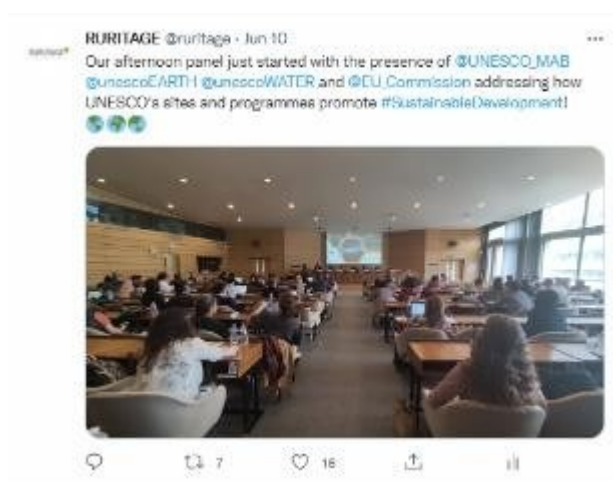 RURITAGE @ruritage · Jun 10
Our afternoon panel just started with the presence of @UNESCO_MAB
@unescoEARTH @unescoWATER and @EU_Commission addressing how
UNESCO's sites and programmes promote #SustainableDevelopment!
7
16